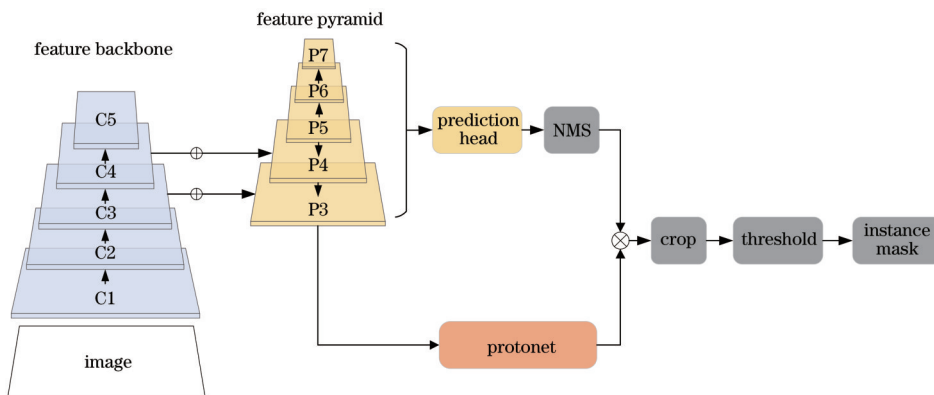 feature pyramid
feature backbone
P7
P6
P5
P4
P3
C5
C4
C3
C2
C1
image
prediction
head
NMS
crop
threshold
instance
mask
protonet